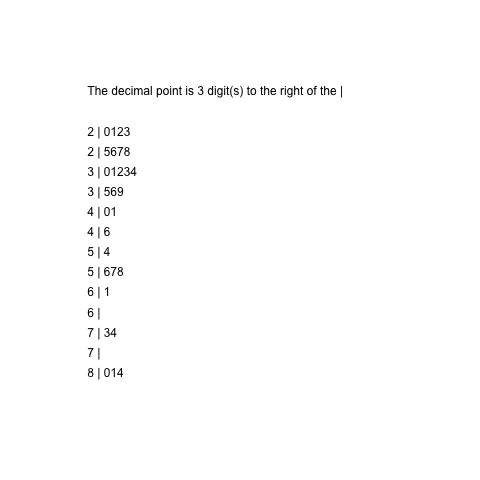 The decimal point is 3 digit(s) to the right of the |
2 | 0123
2 | 5678
3 | 01234
3 | 569
4 | 01
4 | 6
5 | 4
5 | 678
6 | 1
6 |
7 | 34
7 |
8 | 014